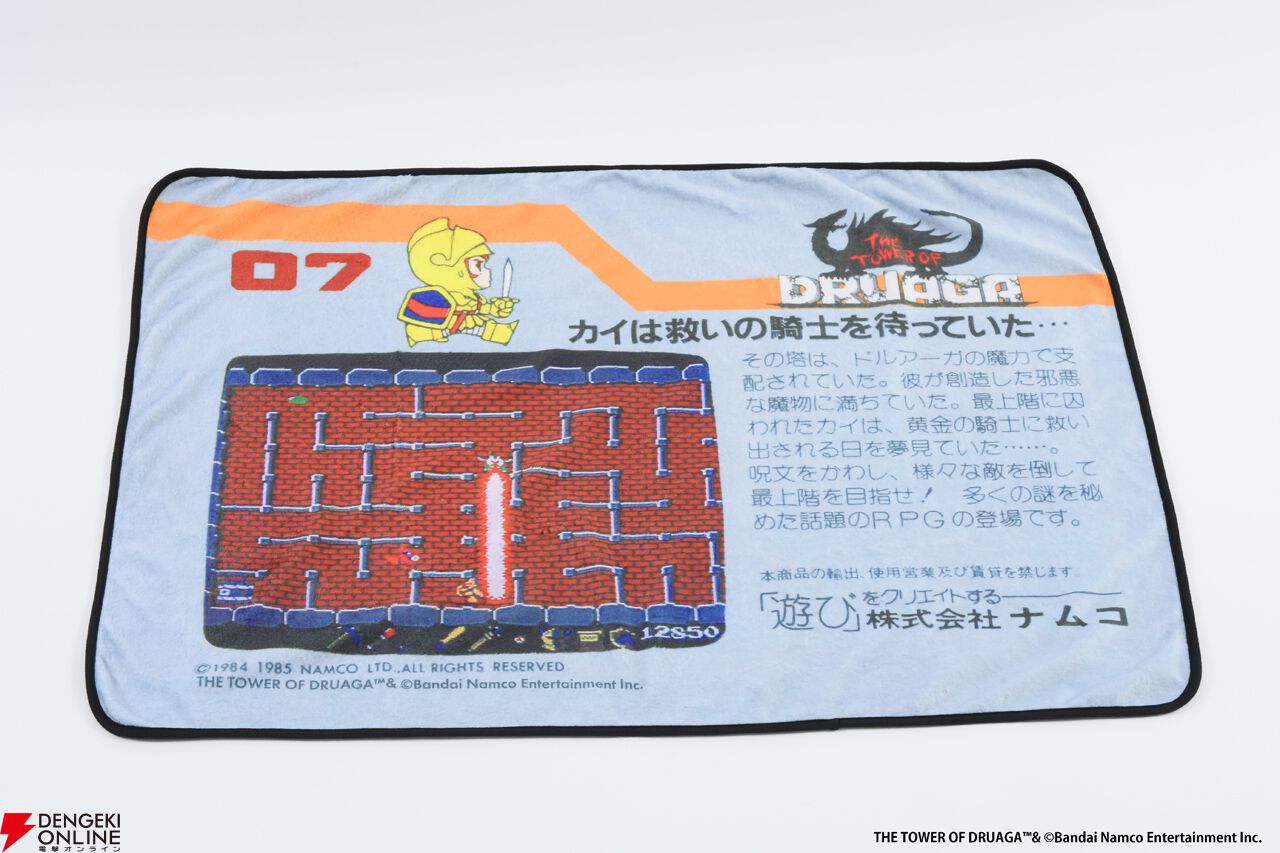 07
THE
TOWER OF
DRUAGA
カイは救いの騎士を待っていた…
その塔は、ドルアーガの魔力で支
配されていた。彼が創造した邪悪
な魔物に満ちていた。最上階に囚
われたカイは、黄金の騎士に救い
出される日を夢見ていた……。
呪文をかわし、様々な敵を倒して
最上階を目指せ! 多くの謎を秘
めた話題のRPGの登場です。
12850
本商品の輸出、使用営業及び賃貸を禁じます
「遊び」をクリエイトする
株式会社 ナムコ
©1984 1985 NAMCO LTD.,ALL RIGHTS RESERVED
THE TOWER OF DRUAGA™& ©Bandai Namco Entertainment Inc.
DENGEKI
ONLINE
電撃オンライン
THE TOWER OF DRUAGA™& ©Bandai Namco Entertainment Inc.